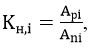 Кн,i = Api/Ani,